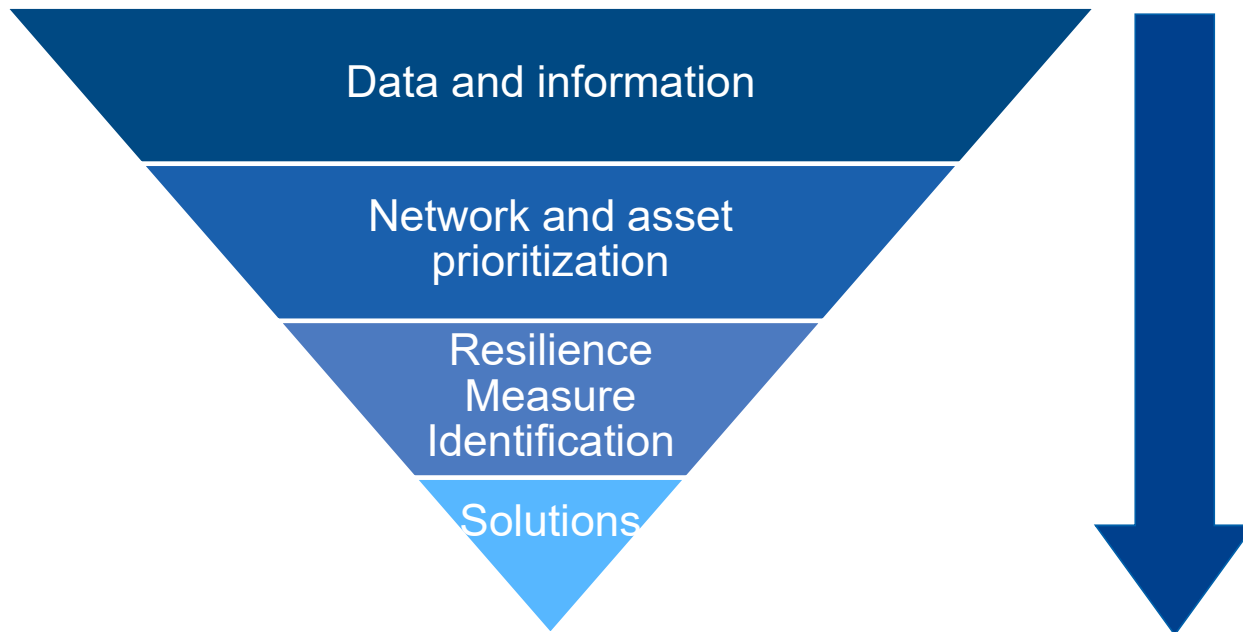 Data and information
Network and asset
prioritization
Resilience
Measure
Identification
Solutions